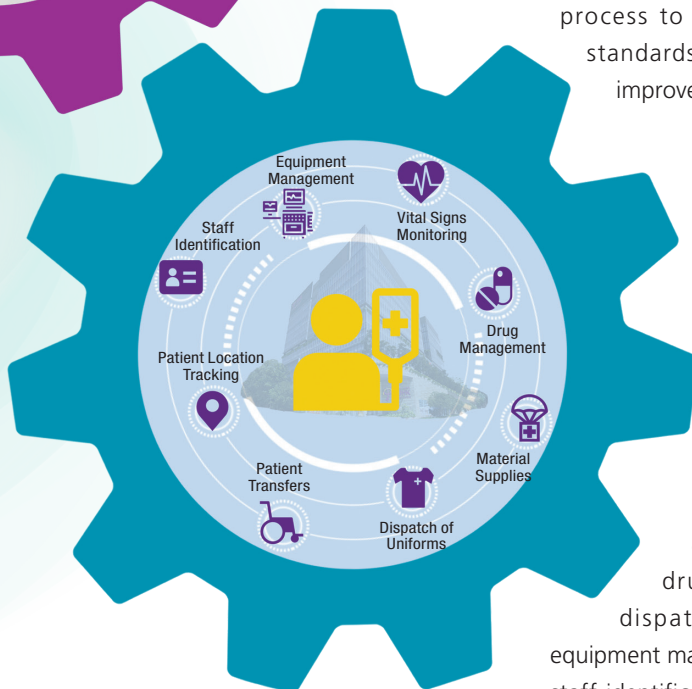 process to
standards
improve
Equipment
Management
Vital Signs
Monitoring
Staff
Identification
Drug
Management
Patient Location
Tracking
Material
Supplies
Patient
Transfers
Dispatch of
Uniforms
dru
dispat
equipment ma